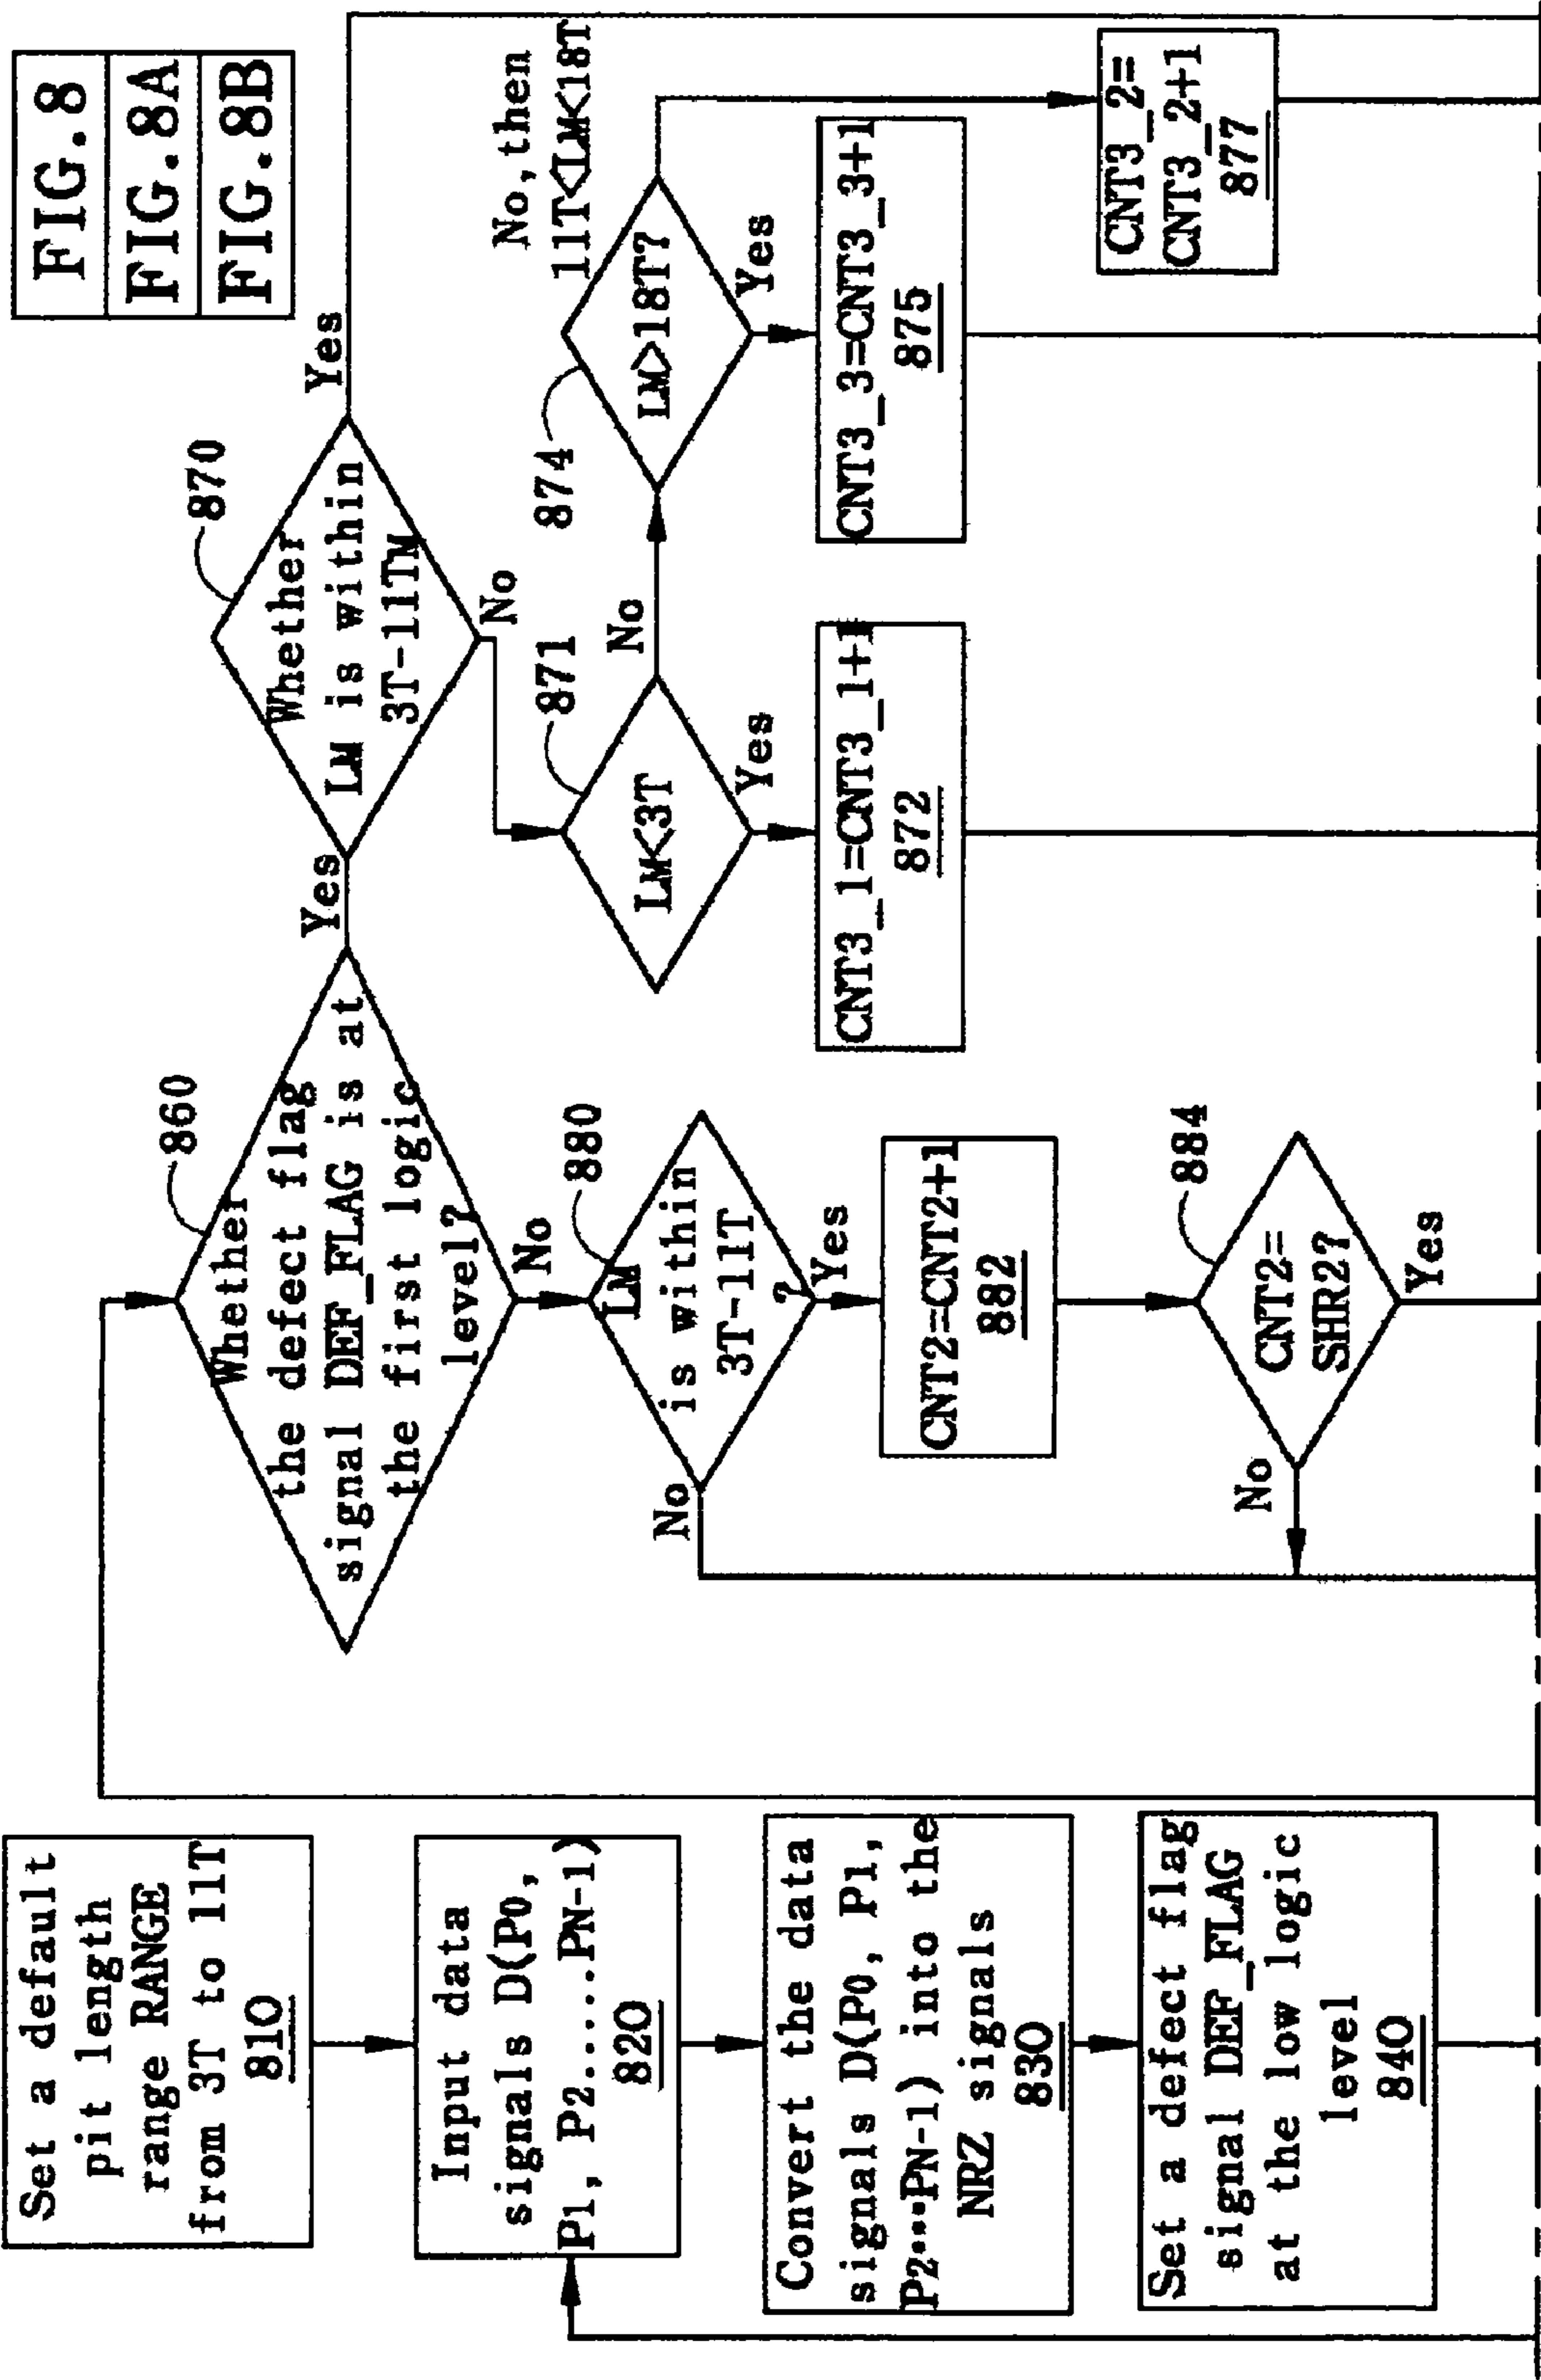 FIG.8
FIG.8A
FIG.8B
Set a default
pit length
range RANGE
from 3T to 11T
810
Input data
signals D(P0,
P1, P2.....PN-1)
820
Convert the data
signals D(P0, P1,
P2...PN-1) into the
NRZ signals
830
Set a defect flag
signal DEF_FLAG
at the low logic
level
840
860
Whether
the defect flag
signal DEF_FLAG is at
the first logic
level?
Yes
No
880
LM
is within
3T-11T
?
No
Yes
CNT2=CNT2+1
882
884
CNT2=
SHR2?
No
Yes
870
Whether
LM is within
3T-11TM
Yes
No
871
LM<3T
No
Yes
CNT3_1=CNT3_1+1
872
874
LM>18T?
No, then
11T<LM<18T
Yes
CNT3_3=CNT3_3+1
875
CNT3_2=
CNT3_2+1
877